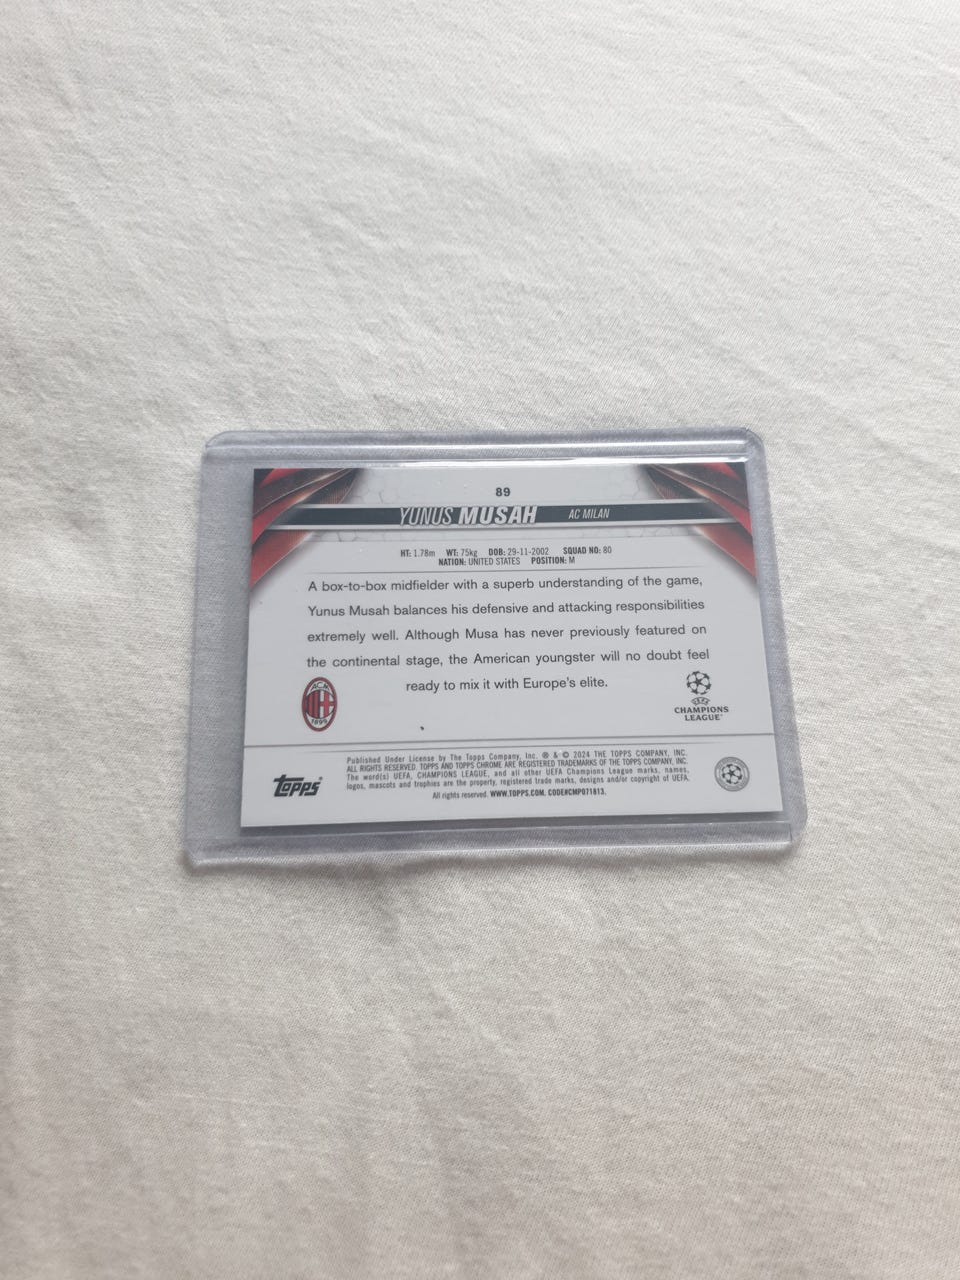 89
YUNUS MUSAH AC MILAN
HT: 1.78m WT: 75kg DOB: 29-11-2002 SQUAD NO: 80
NATION: UNITED STATES POSITION: M
A box-to-box midfielder with a superb understanding of the game,
Yunus Musah balances his defensive and attacking responsibilities
extremely well. Although Musa has never previously featured on
the continental stage, the American youngster will no doubt feel
ready to mix it with Europe's elite.
ACM
1899
UEFA
CHAMPIONS
LEAGUE
Topps®
Published Under License by The Topps Company, Inc. ® & © 2024 THE TOPPS COMPANY, INC.
ALL RIGHTS RESERVED. TOPPS AND TOPPS CHROME ARE REGISTERED TRADEMARKS OF THE TOPPS COMPANY, INC.
The word(s) UEFA, CHAMPIONS LEAGUE, and all other UEFA Champions League marks, names,
logos, mascots and trophies are the property, registered trade marks, designs and/or copyright of UEFA.
All rights reserved. WWW.TOPPS.COM. CODE#CMP071813.